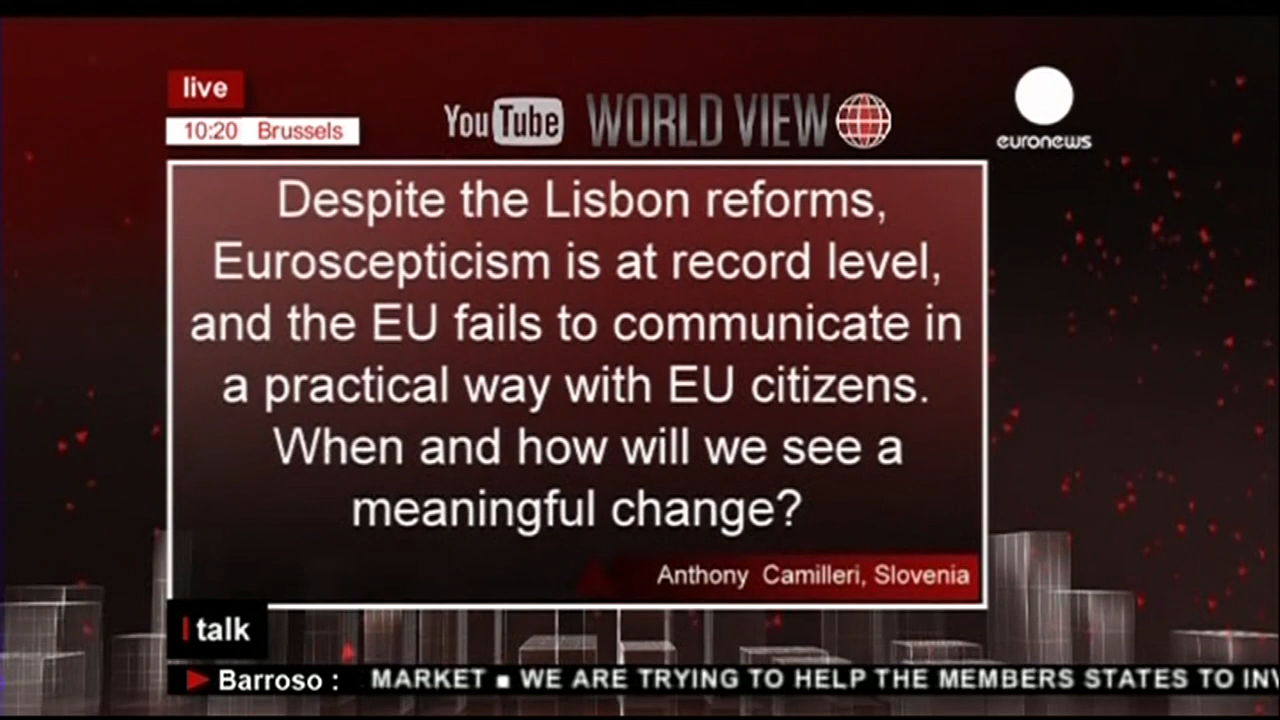 live
10:20 Brussels
YouTube WORLD VIEW
euronews
Despite the Lisbon reforms,
Euroscepticism is at record level,
and the EU fails to communicate in
a practical way with EU citizens.
When and how will we see a
meaningful change?
Anthony Camilleri, Slovenia
I talk
Barroso : MARKET ■ WE ARE TRYING TO HELP THE MEMBERS STATES TO INV